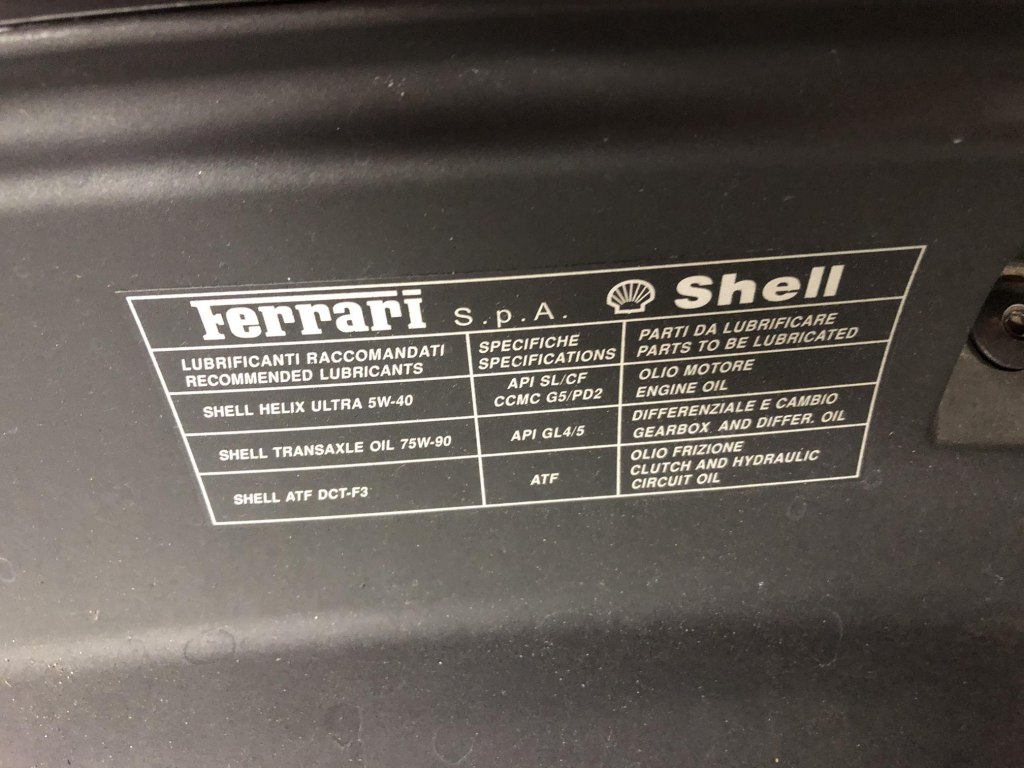 Ferrari S.p.A. Shell
LUBRIFICANTI RACCOMANDATI
RECOMMENDED LUBRICANTS
SPECIFICHE
SPECIFICATIONS
PARTI DA LUBRIFICARE
PARTS TO BE LUBRICATED
SHELL HELIX ULTRA 5W-40
API SL/CF
CCMC G5/PD2
OLIO MOTORE
ENGINE OIL
SHELL TRANSAXLE OIL 75W-90
API GL4/5
DIFFERENZIALE E CAMBIO
GEARBOX AND DIFFER. OIL
SHELL ATF DCT-F3
ATF
OLIO FRIZIONE
CLUTCH AND HYDRAULIC
CIRCUIT OIL